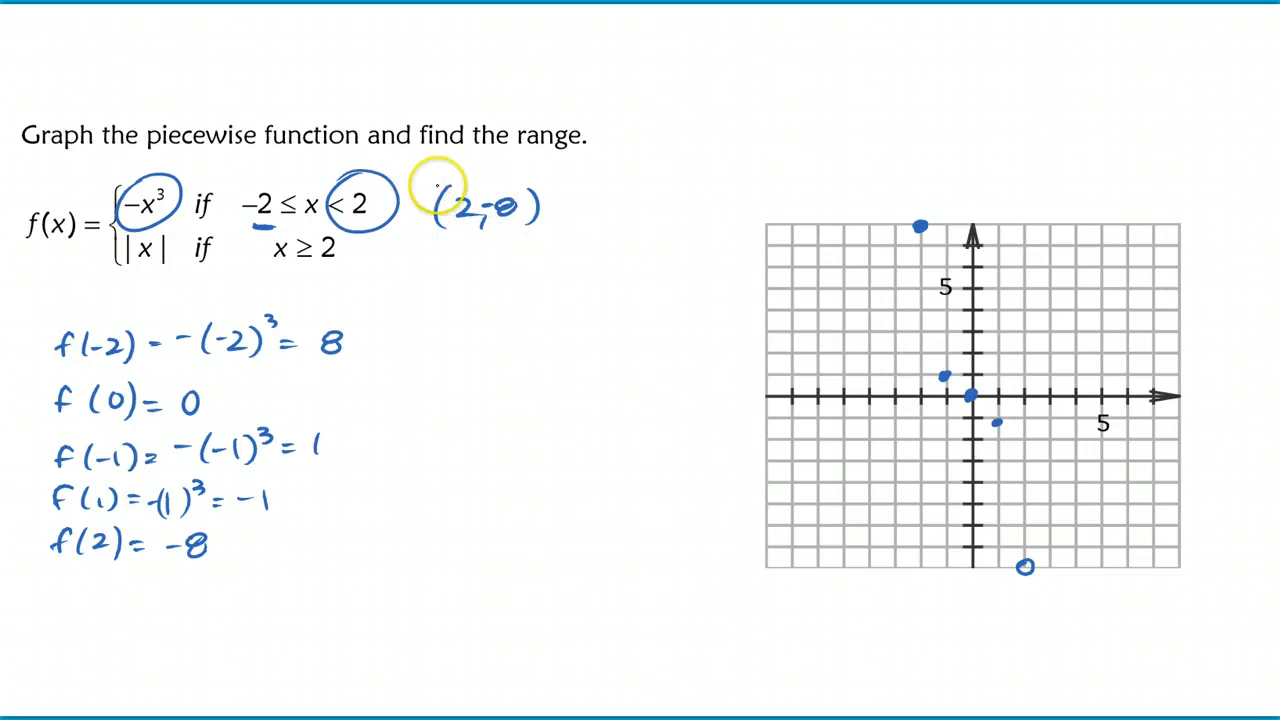 Graph the piecewise function and find the range.
f(x) = { −x³ if −2 ≤ x < 2 (2,-8)
|x| if x ≥ 2
f(-2) = -(-2)³ = 8
f(0) = 0
f(-1) = -(-1)³ = 1
f(1) = -(1)³ = -1
f(2) = -8
5
5